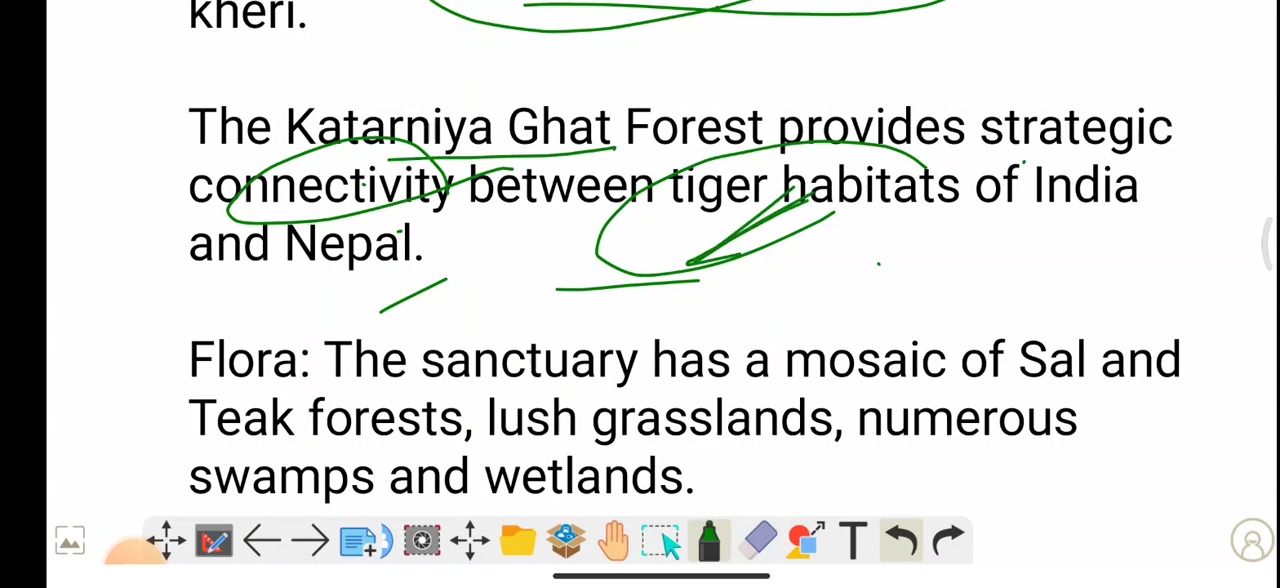 kheri.
The Katarniya Ghat Forest provides strategic
connectivity between tiger habitats of India
and Nepal.
Flora: The sanctuary has a mosaic of Sal and
Teak forests, lush grasslands, numerous
swamps and wetlands.
T